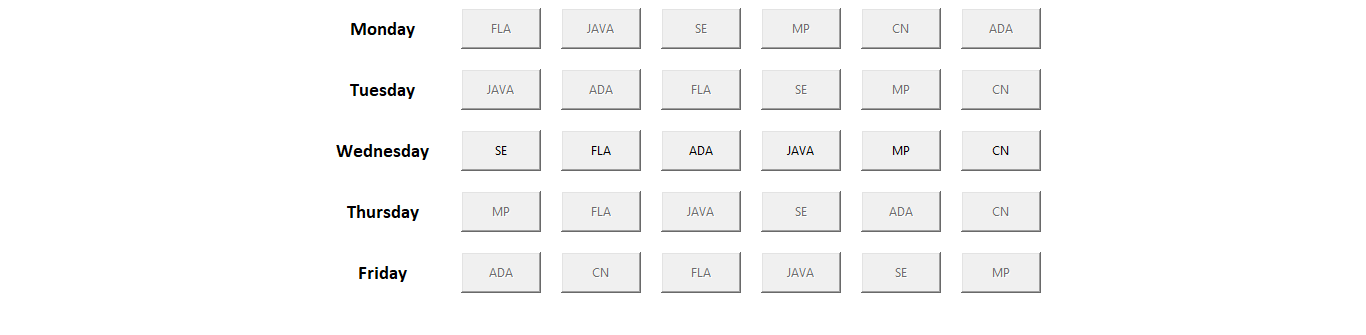 Monday FLA JAVA SE MP CN ADA
Tuesday JAVA ADA FLA SE MP CN
Wednesday SE FLA ADA JAVA MP CN
Thursday MP FLA JAVA SE ADA CN
Friday ADA CN FLA JAVA SE MP